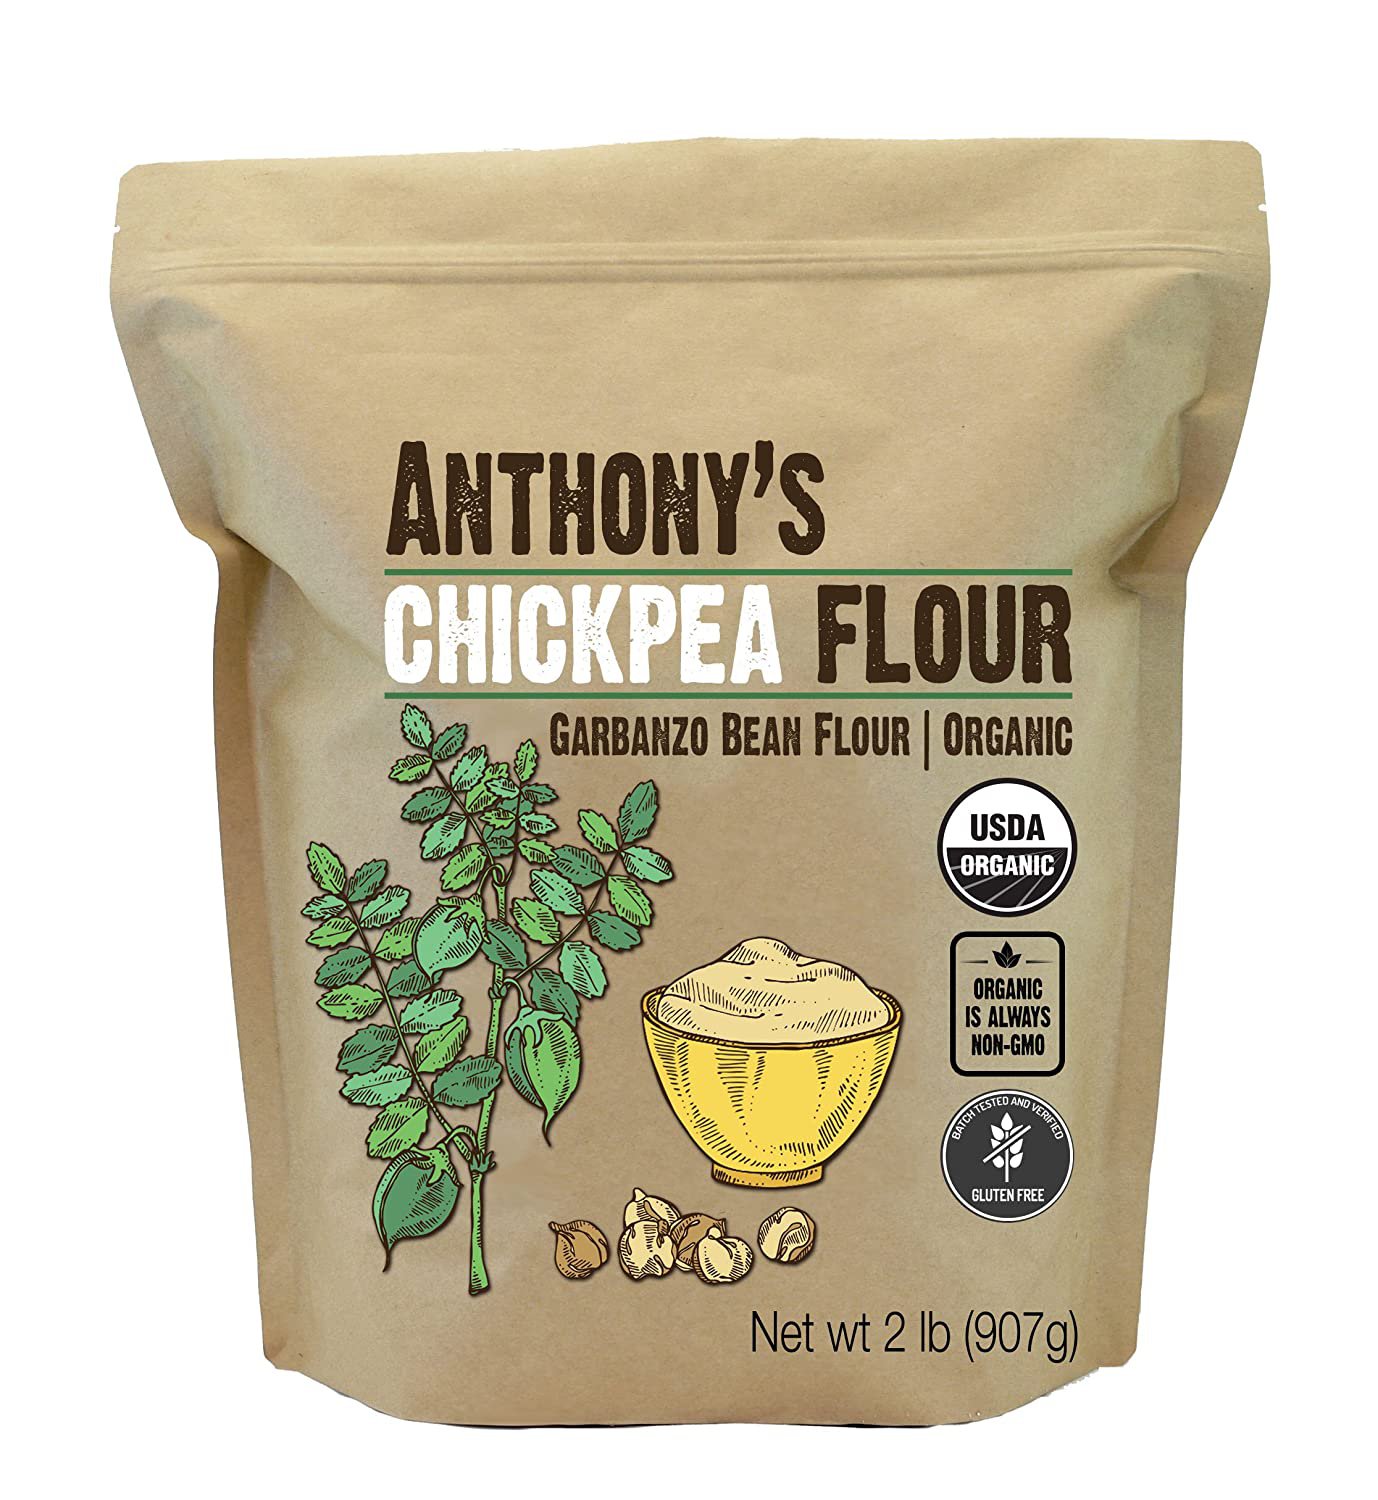 ANTHONY'S
CHICKPEA FLOUR
GARBANZO BEAN FLOUR | ORGANIC
USDA
ORGANIC
ORGANIC
IS ALWAYS
NON-GMO
BATCH TESTED AND VERIFIED
GLUTEN FREE
Net wt 2 lb (907g)